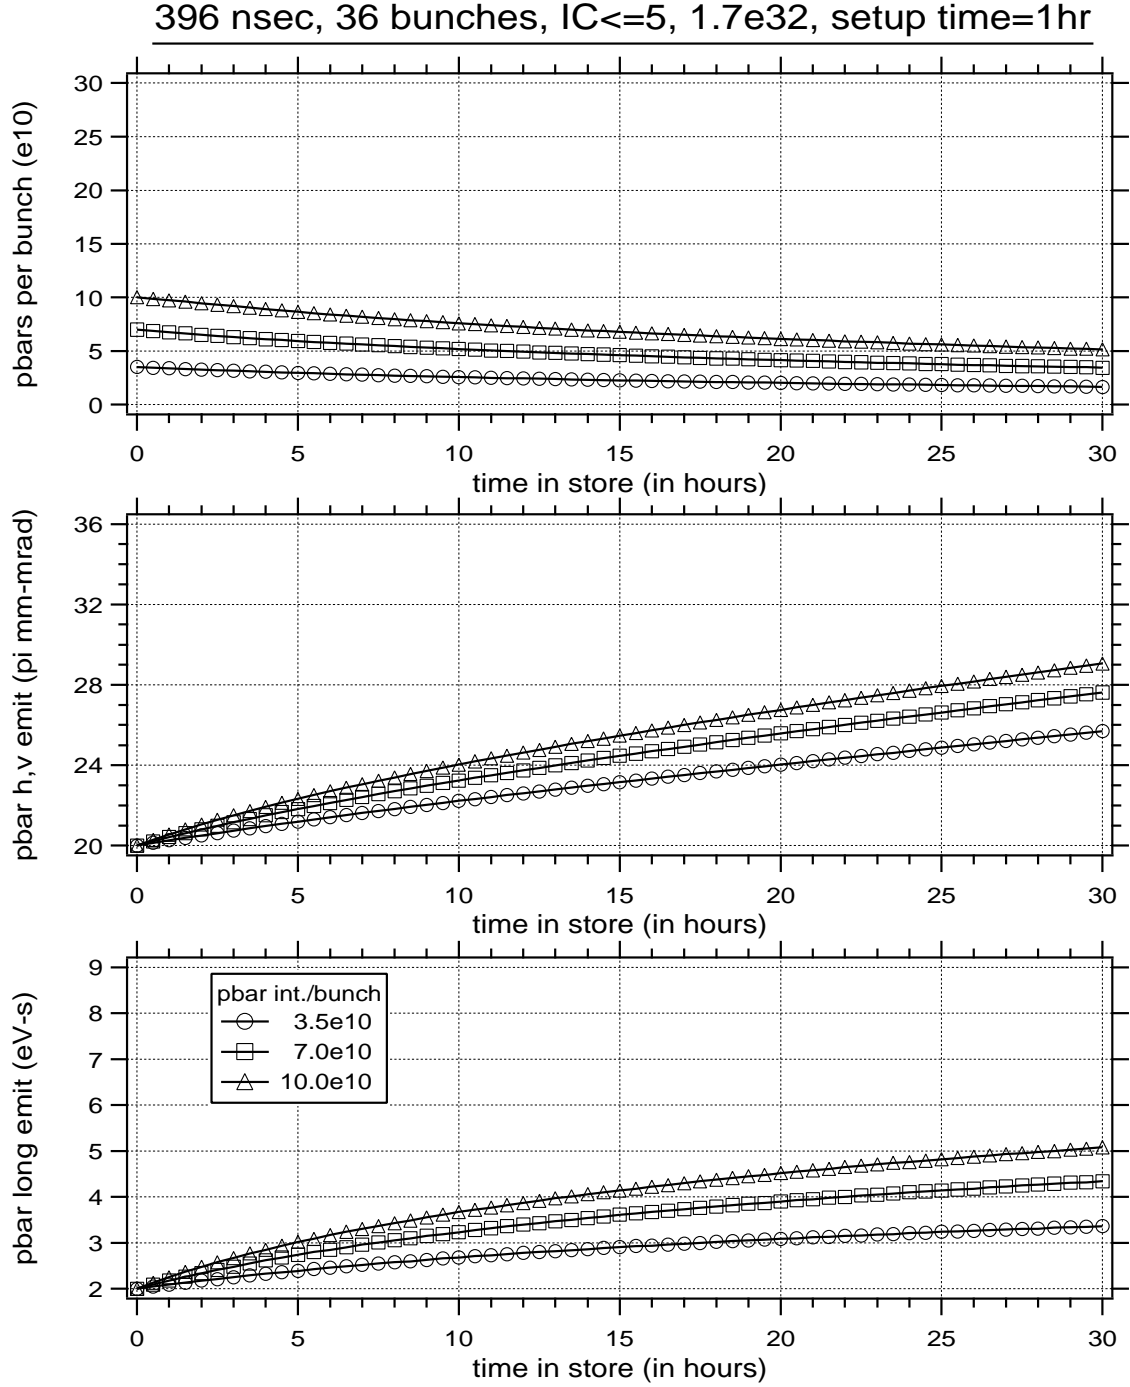 396 nsec, 36 bunches, IC<=5, 1.7e32, setup time=1hr
pbars per bunch (e10)
30
25
20
15
10
5
0
0 5 10 15 20 25 30
time in store (in hours)
pbar h,v emit (pi mm-mrad)
36
32
28
24
20
0 5 10 15 20 25 30
time in store (in hours)
pbar long emit (eV-s)
9
8
7
6
5
4
3
2
pbar int./bunch
3.5e10
7.0e10
10.0e10
0 5 10 15 20 25 30
time in store (in hours)